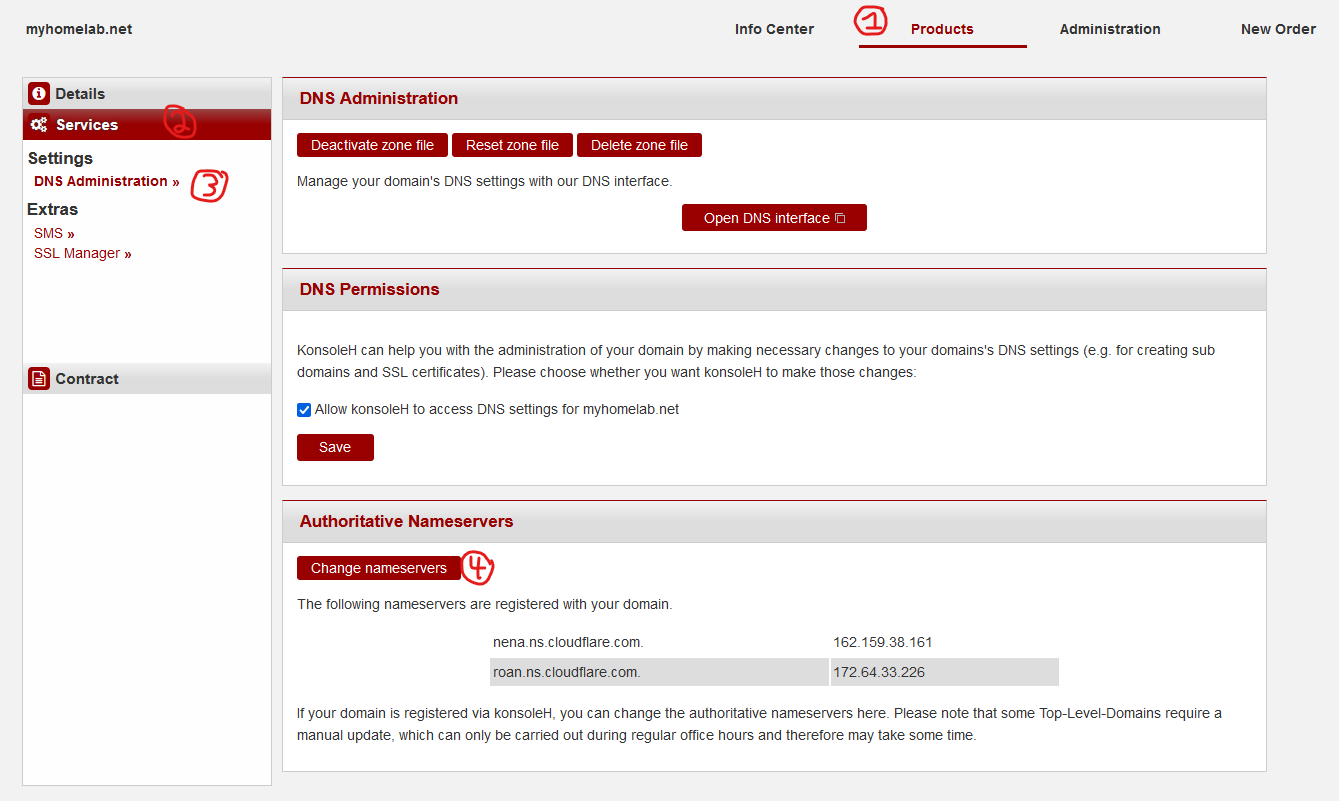 myhomelab.net
Info Center
1
Products
Administration
New Order
Details
Services
2
Settings
DNS Administration »
3
Extras
SMS »
SSL Manager »
Contract
DNS Administration
Deactivate zone file
Reset zone file
Delete zone file
Manage your domain's DNS settings with our DNS interface.
Open DNS interface
DNS Permissions
KonsoleH can help you with the administration of your domain by making necessary changes to your domains's DNS settings (e.g. for creating sub
domains and SSL certificates). Please choose whether you want konsoleH to make those changes:
Allow konsoleH to access DNS settings for myhomelab.net
Save
Authoritative Nameservers
Change nameservers
4
The following nameservers are registered with your domain.
nena.ns.cloudflare.com. 162.159.38.161
roan.ns.cloudflare.com. 172.64.33.226
If your domain is registered via konsoleH, you can change the authoritative nameservers here. Please note that some Top-Level-Domains require a
manual update, which can only be carried out during regular office hours and therefore may take some time.